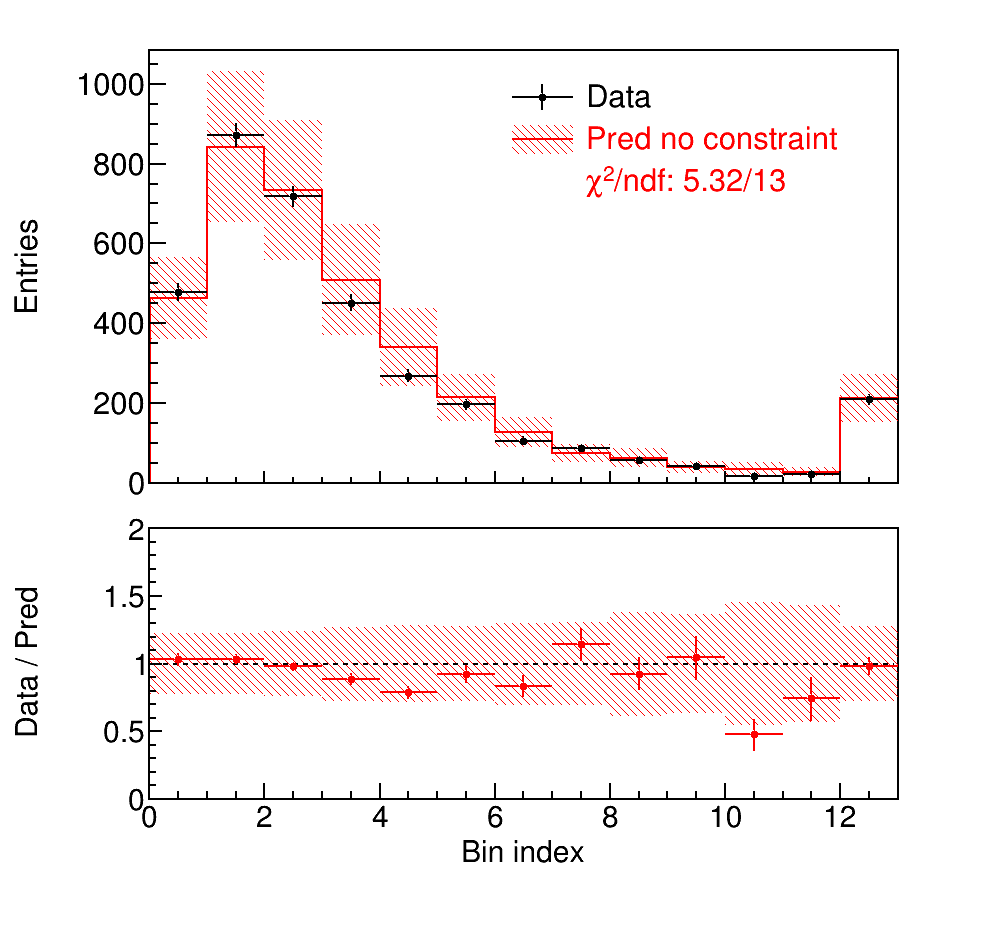 1000
800
600
400
200
0
Entries
Data
Pred no constraint
χ²/ndf: 5.32/13
2
1.5
1
0.5
0
Data / Pred
0 2 4 6 8 10 12
Bin index